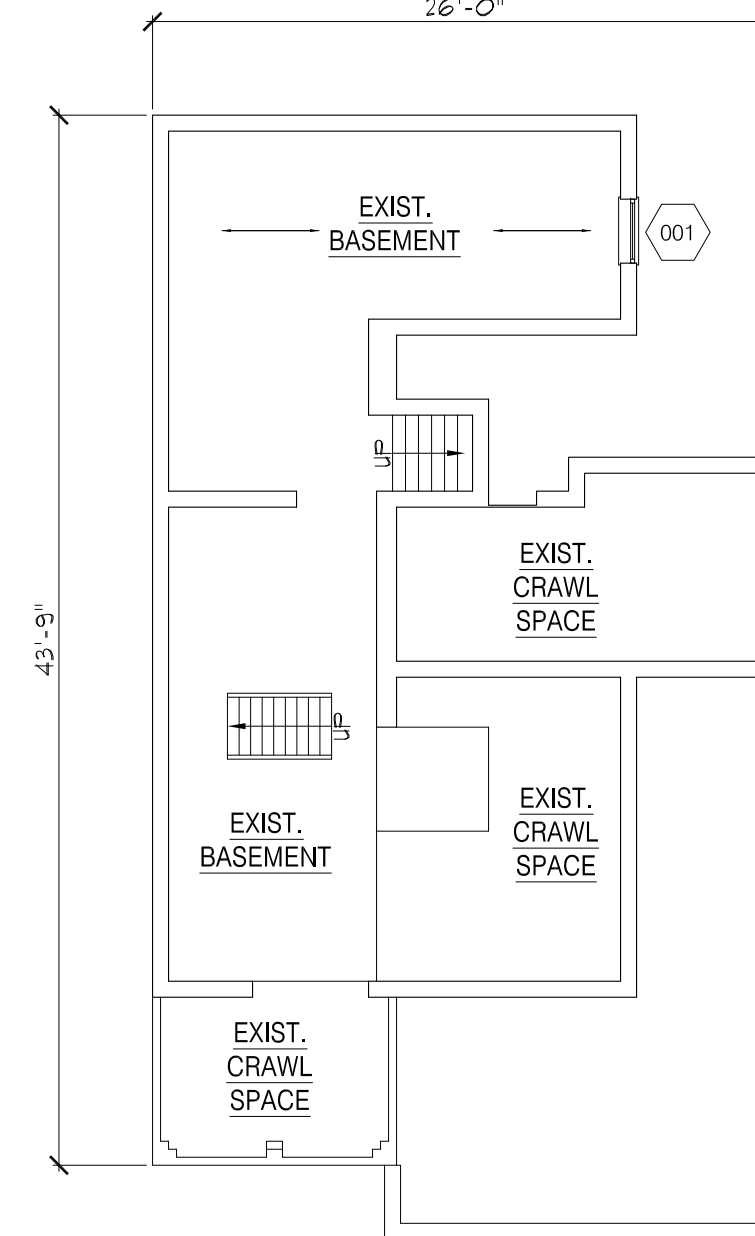 26'-0"
EXIST.
BASEMENT
001
UP
EXIST.
CRAWL
SPACE
43'-9"
UP
EXIST.
BASEMENT
EXIST.
CRAWL
SPACE
EXIST.
CRAWL
SPACE